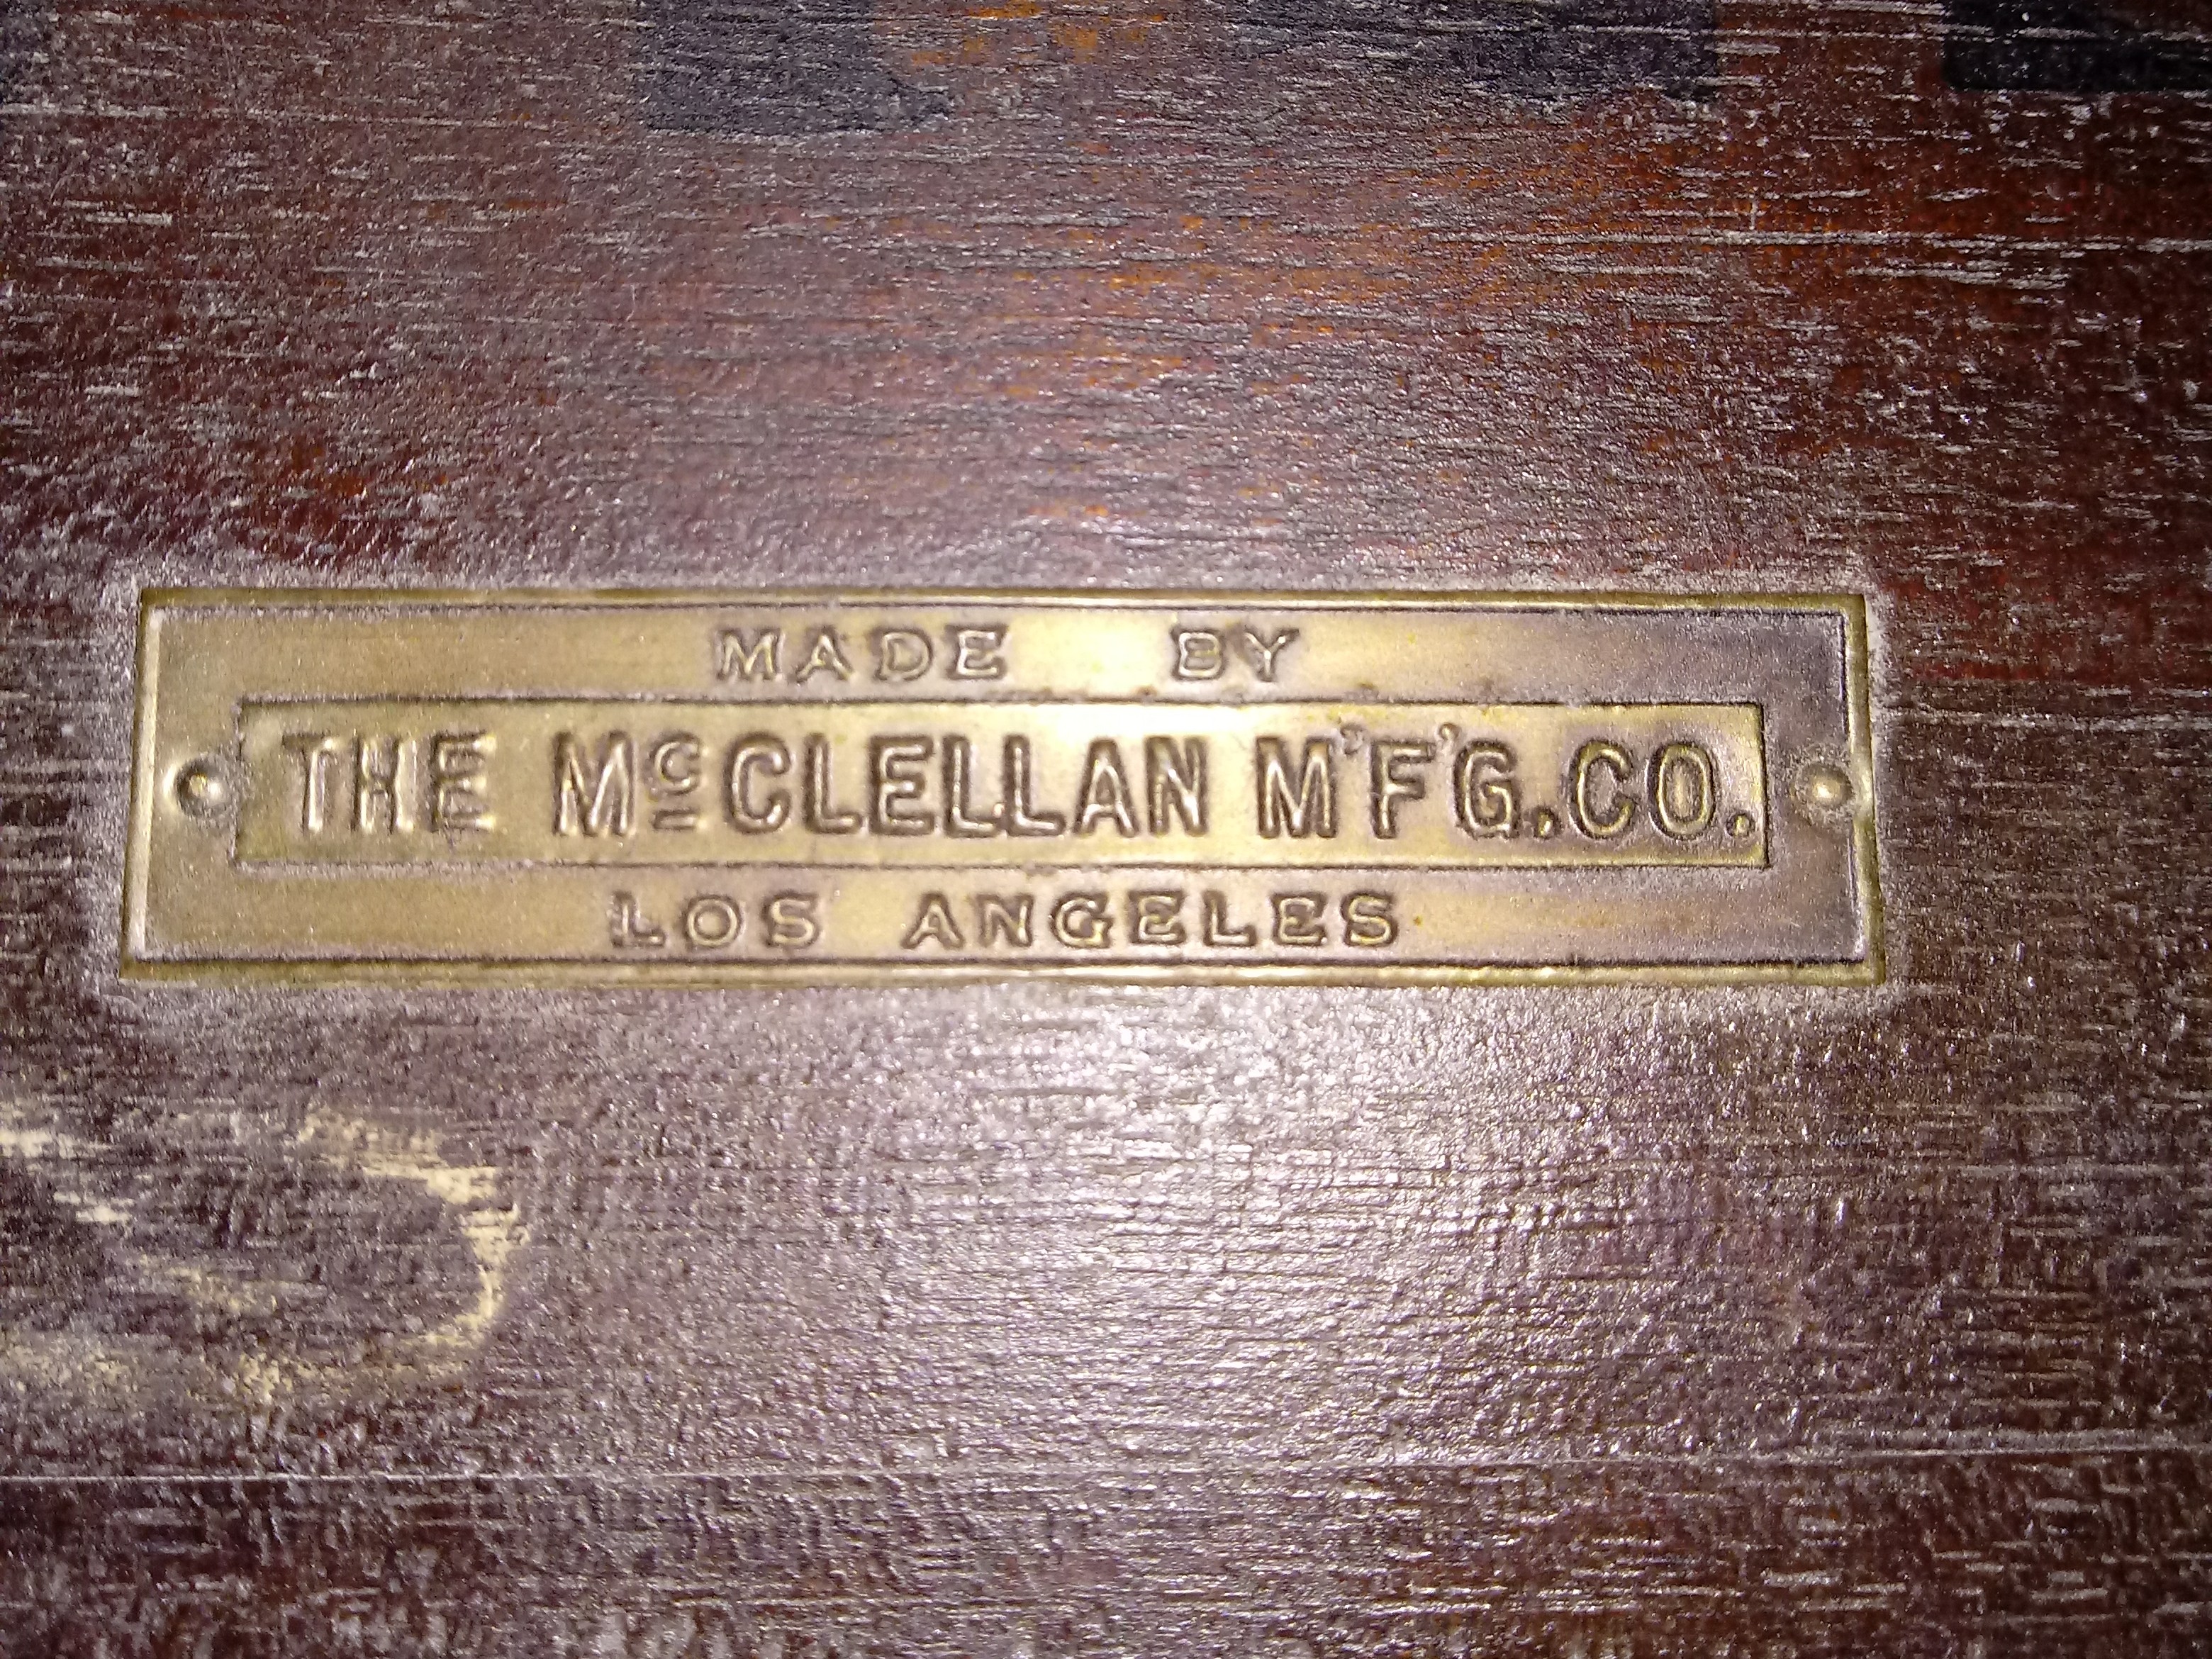 MADE BY
THE McCLELLAN M'F'G. CO.
LOS ANGELES